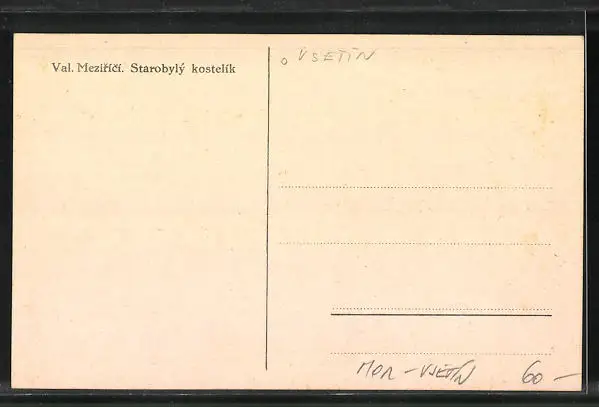 Val. Meziříčí. Starobylý kostelík
o VSETÍN
MOR – VSETÍN 60 –